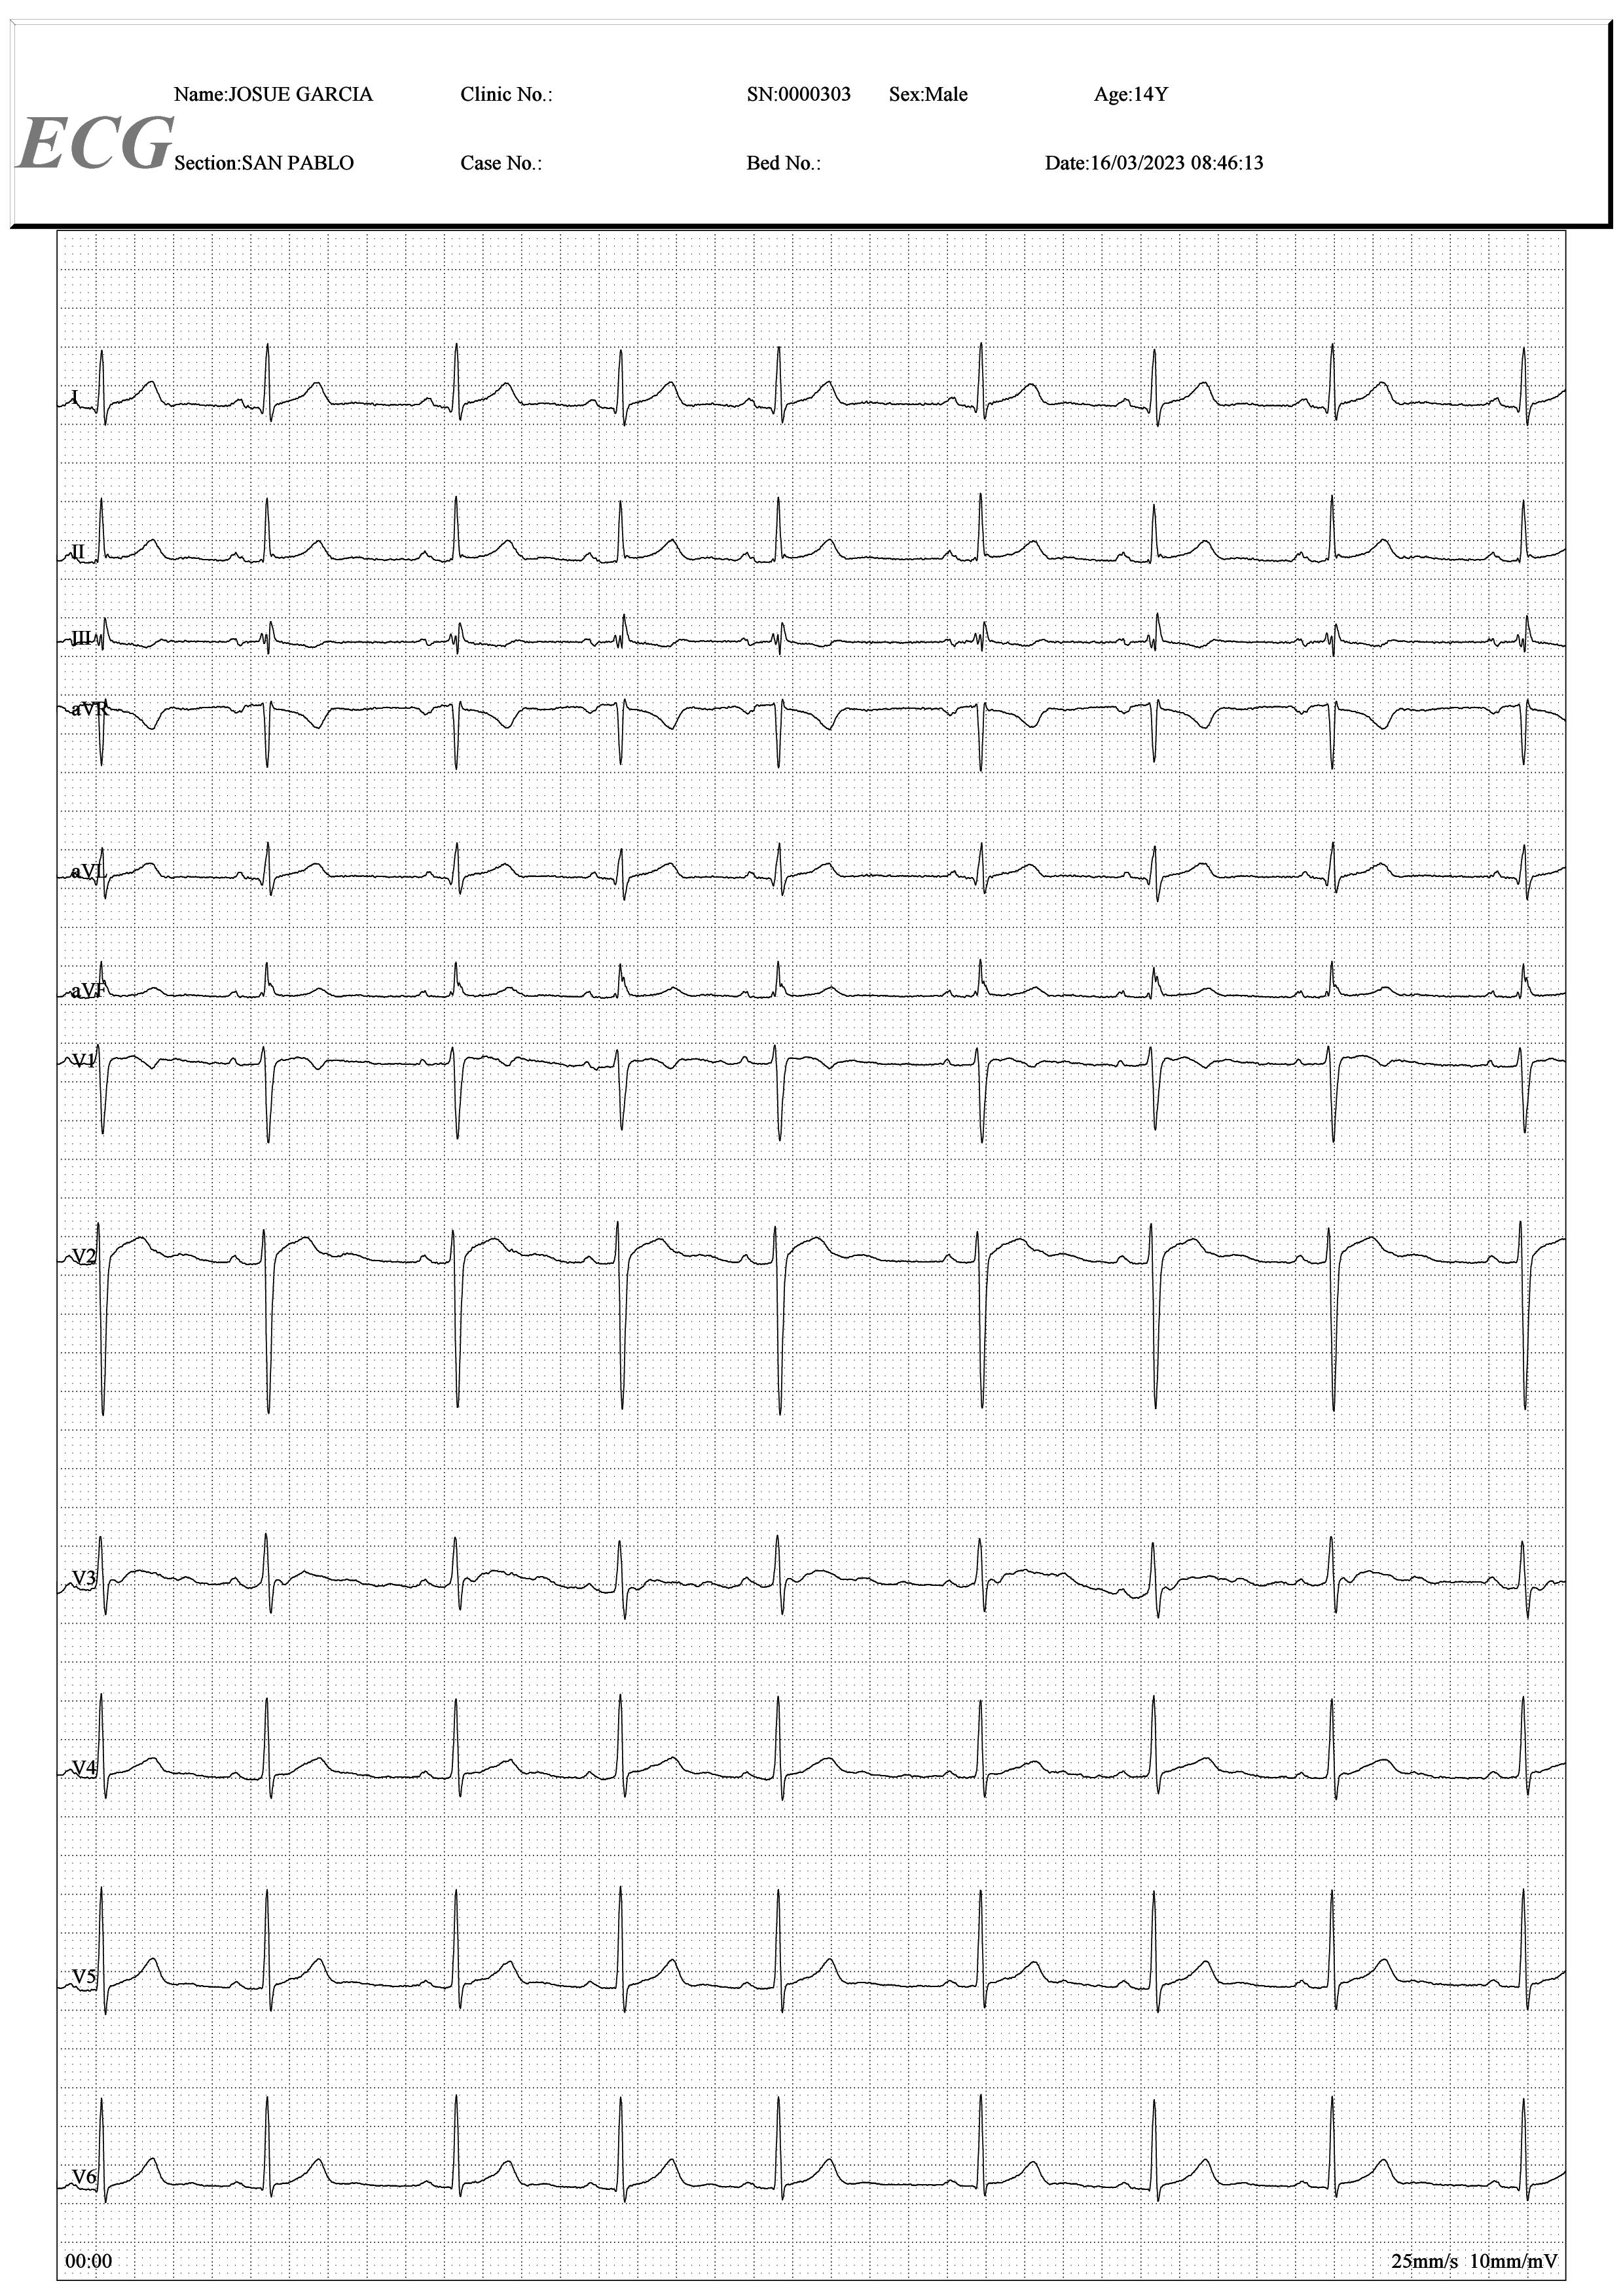 Name:JOSUE GARCIA Clinic No.: SN:0000303 Sex:Male Age:14Y
ECG
Section:SAN PABLO Case No.: Bed No.: Date:16/03/2023 08:46:13
I
II
III
aVR
aVL
aVF
V1
V2
V3
V4
V5
V6
00:00 25mm/s 10mm/mV